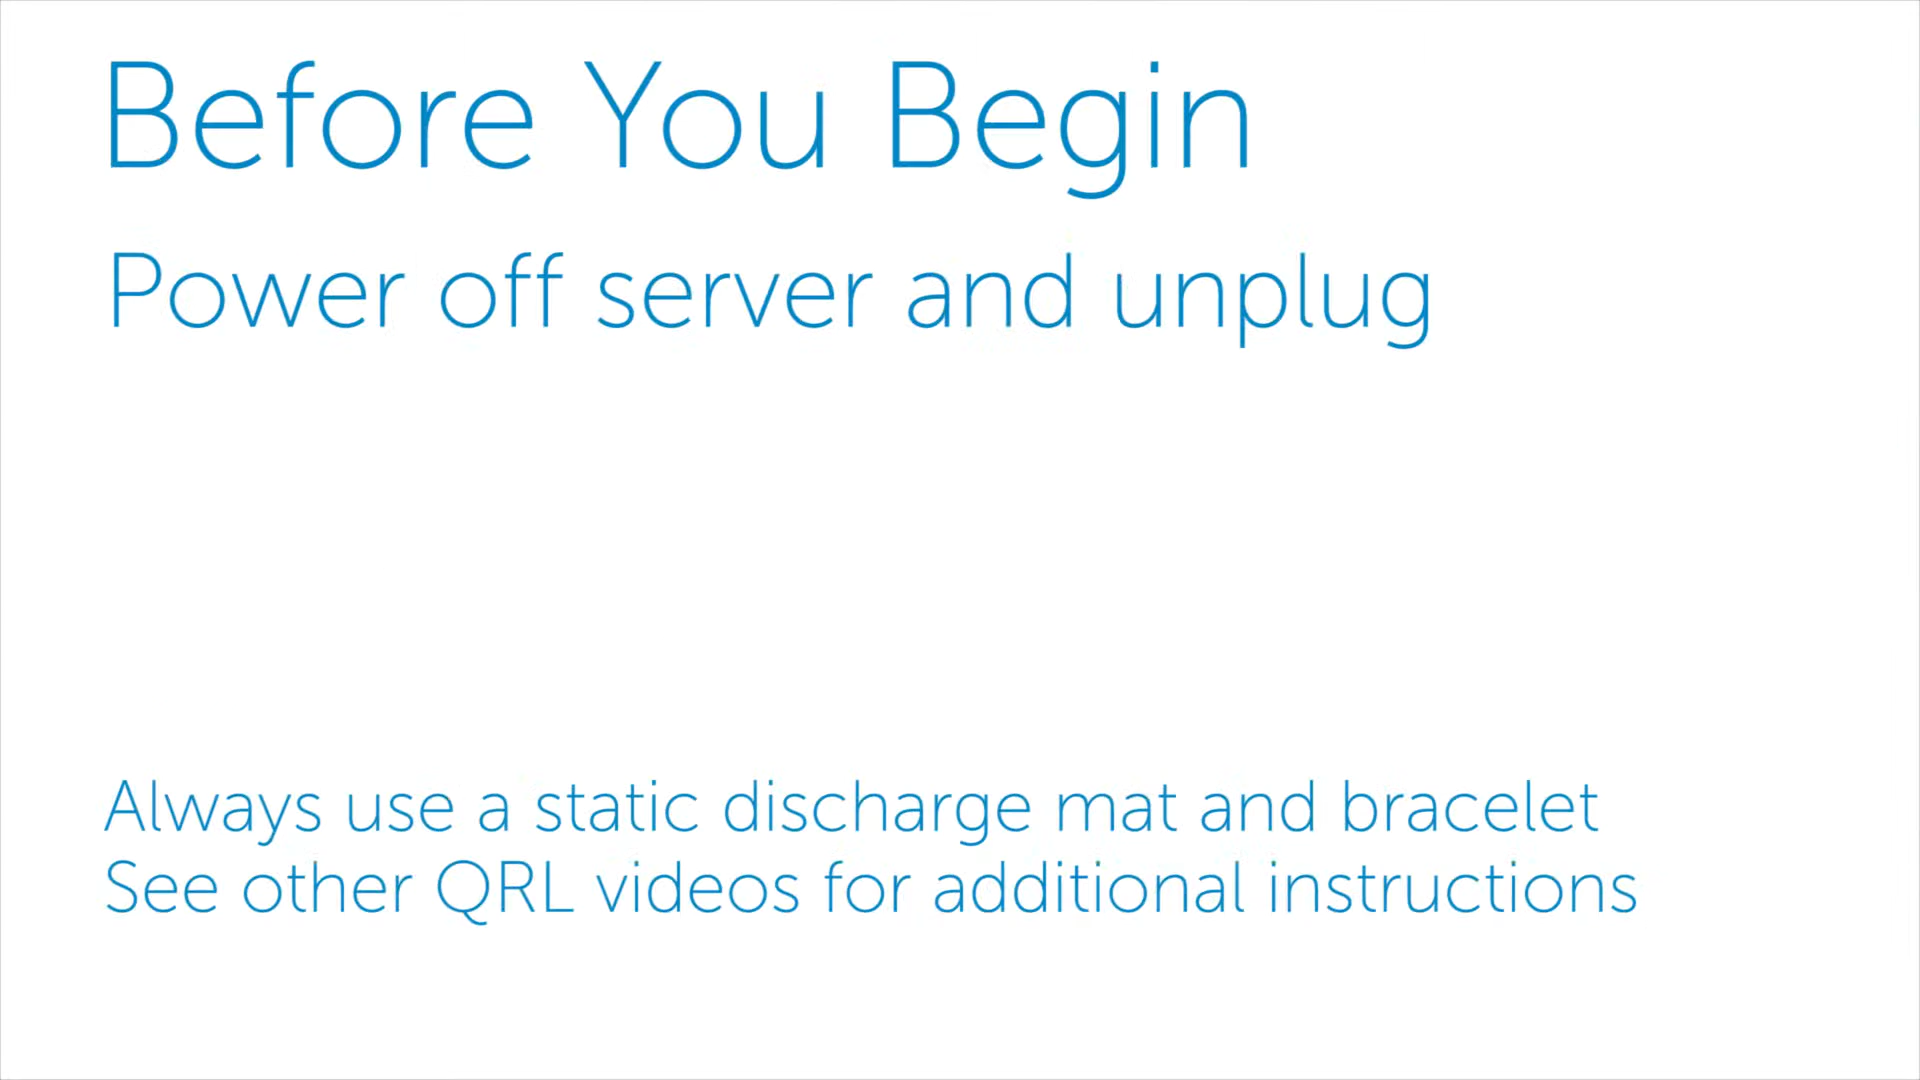 Before You Begin
Power off server and unplug
Always use a static discharge mat and bracelet
See other QRL videos for additional instructions